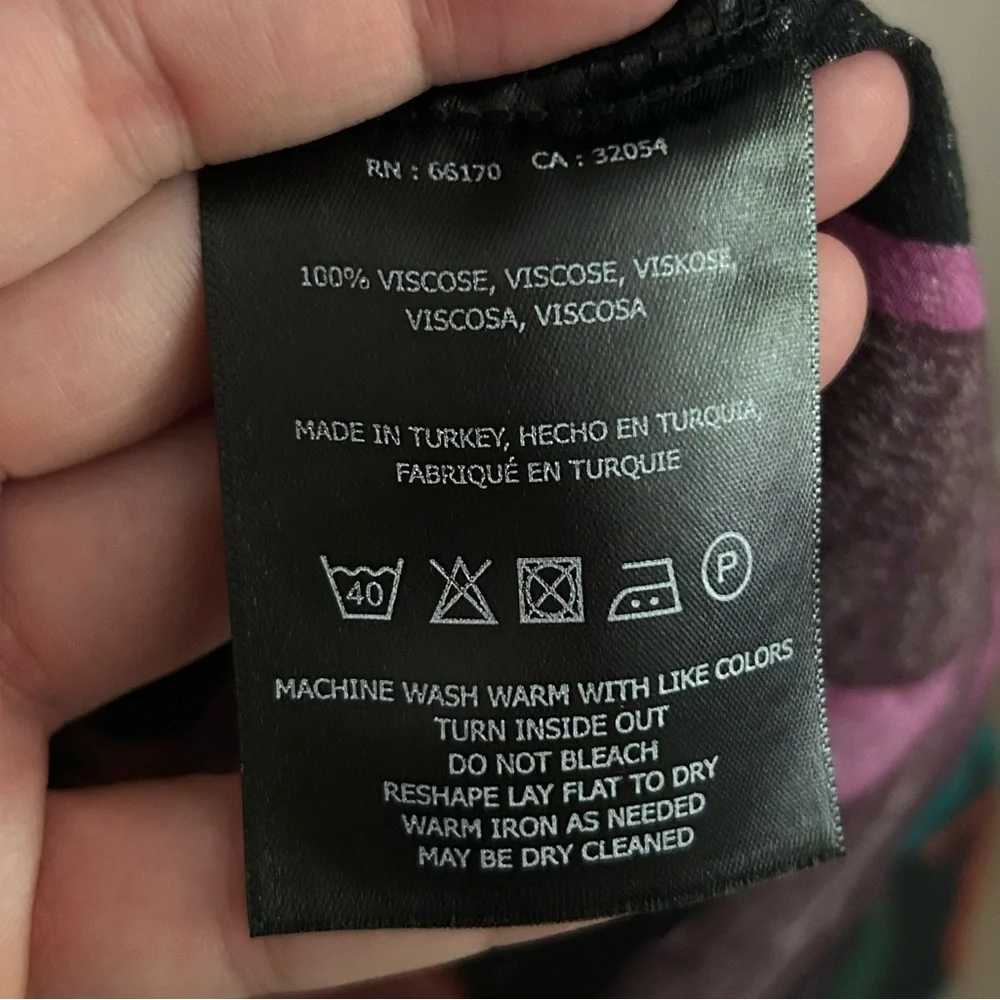 RN : 66170 CA : 32054
100% VISCOSE, VISCOSE, VISKOSE,
VISCOSA, VISCOSA
MADE IN TURKEY, HECHO EN TURQUIA,
FABRIQUÉ EN TURQUIE
40 P
MACHINE WASH WARM WITH LIKE COLORS
TURN INSIDE OUT
DO NOT BLEACH
RESHAPE LAY FLAT TO DRY
WARM IRON AS NEEDED
MAY BE DRY CLEANED